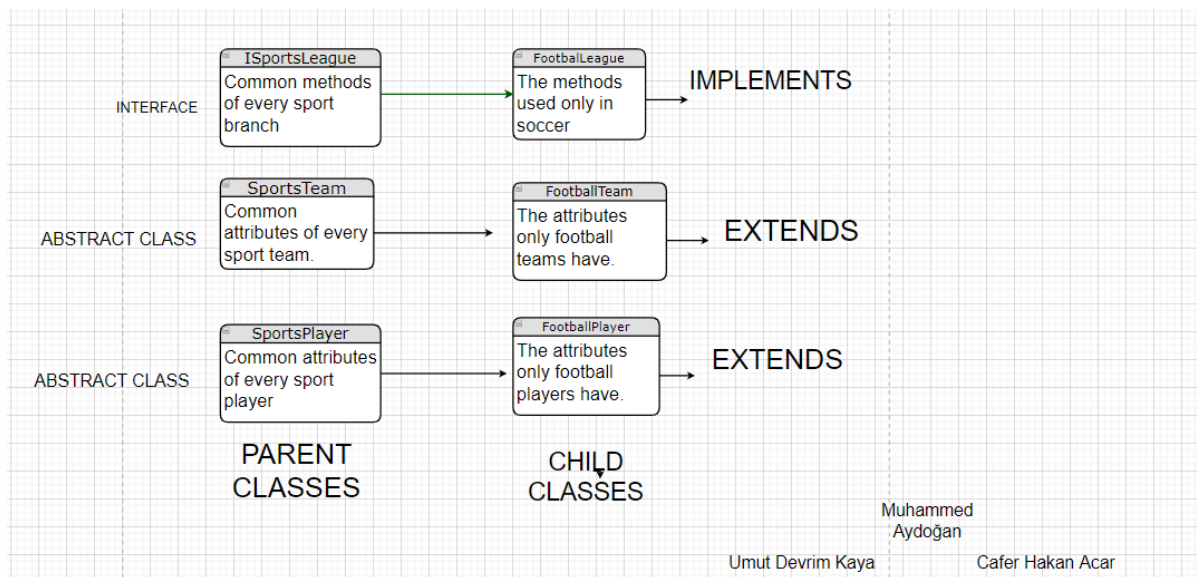 ISportsLeague
Common methods
of every sport
branch
INTERFACE
FootbalLeague
The methods
used only in
soccer
IMPLEMENTS
SportsTeam
Common
attributes of every
sport team.
ABSTRACT CLASS
FootballTeam
The attributes
only football
teams have.
EXTENDS
SportsPlayer
Common attributes
of every sport
player
ABSTRACT CLASS
FootballPlayer
The attributes
only football
players have.
EXTENDS
PARENT
CLASSES
CHILD
CLASSES
Muhammed
Aydoğan
Umut Devrim Kaya
Cafer Hakan Acar